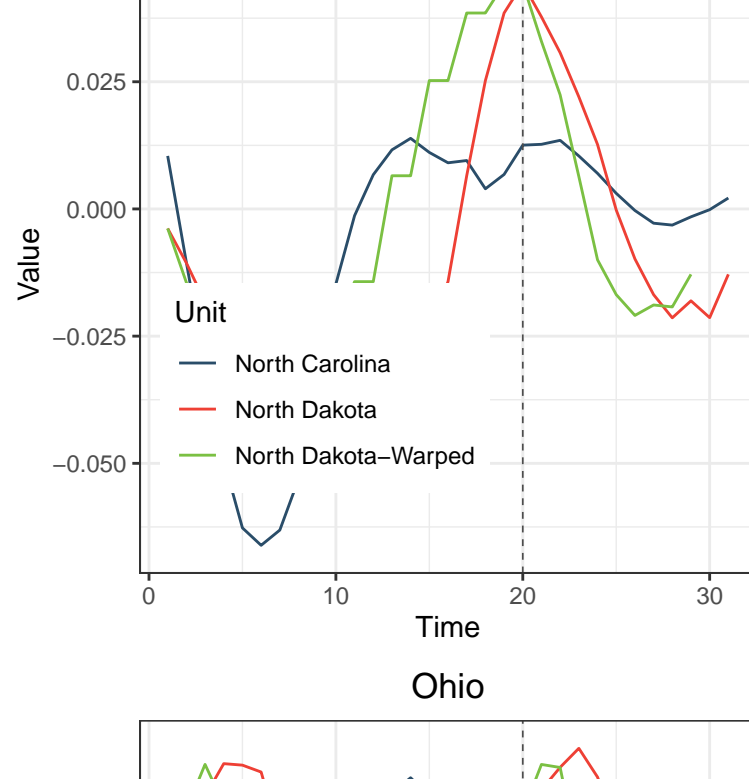 0.025
0.000
−0.025
−0.050
Value
Unit
North Carolina
North Dakota
North Dakota−Warped
0 10 20 30
Time
Ohio